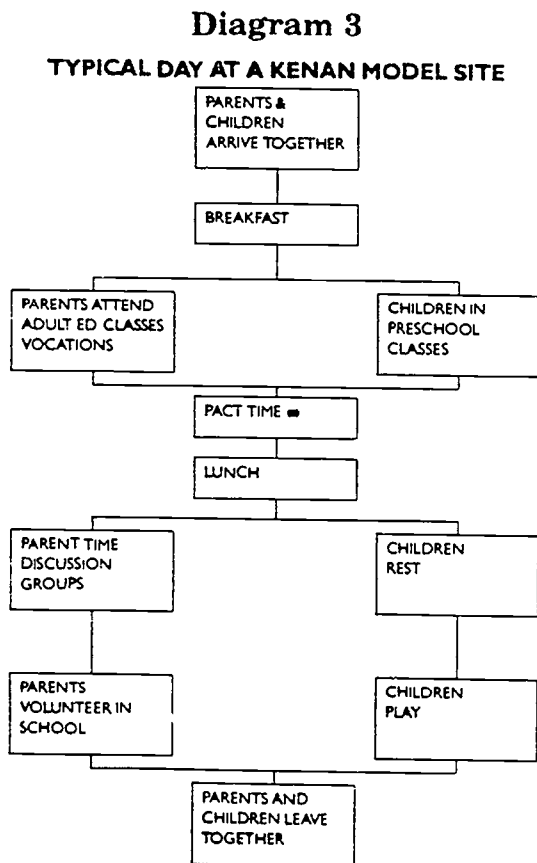 Diagram 3
TYPICAL DAY AT A KENAN MODEL SITE
PARENTS &
CHILDREN
ARRIVE TOGETHER
BREAKFAST
PARENTS ATTEND
ADULT ED CLASSES
VOCATIONS
CHILDREN IN
PRESCHOOL
CLASSES
PACT TIME
LUNCH
PARENT TIME
DISCUSSION
GROUPS
CHILDREN
REST
PARENTS
VOLUNTEER IN
SCHOOL
CHILDREN
PLAY
PARENTS AND
CHILDREN LEAVE
TOGETHER